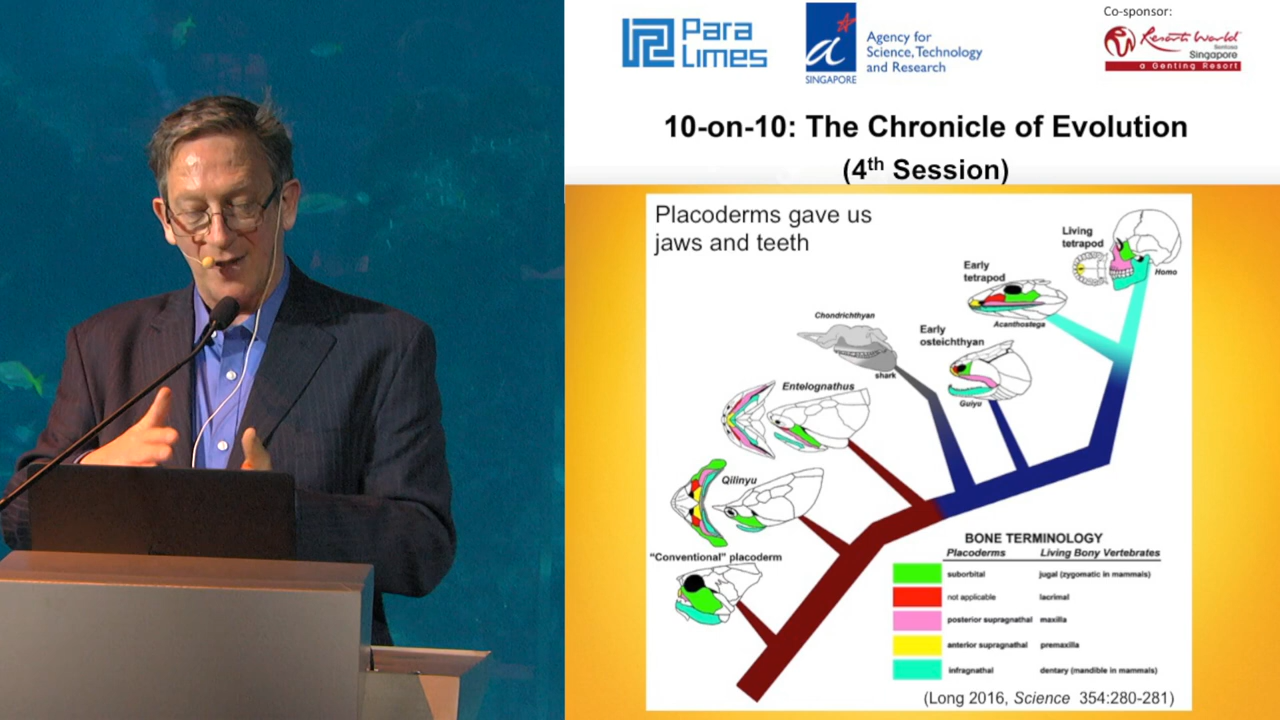 Para
Limes
SINGAPORE
Agency for
Science, Technology
and Research
Co-sponsor:
Resorts World
Sentosa
Singapore
a Genting Resort
10-on-10: The Chronicle of Evolution
(4th Session)
Placoderms gave us
jaws and teeth
Living
tetrapod
Homo
Early
tetrapod
Acanthostega
Chondrichthyan
shark
Early
osteichthyan
Guiyu
Entelognathus
Qilinyu
"Conventional" placoderm
BONE TERMINOLOGY
Placoderms Living Bony Vertebrates
suborbital jugal (zygomatic in mammals)
not applicable lacrimal
posterior supragnathal maxilla
anterior supragnathal premaxilla
infragnathal dentary (mandible in mammals)
(Long 2016, Science 354:280-281)